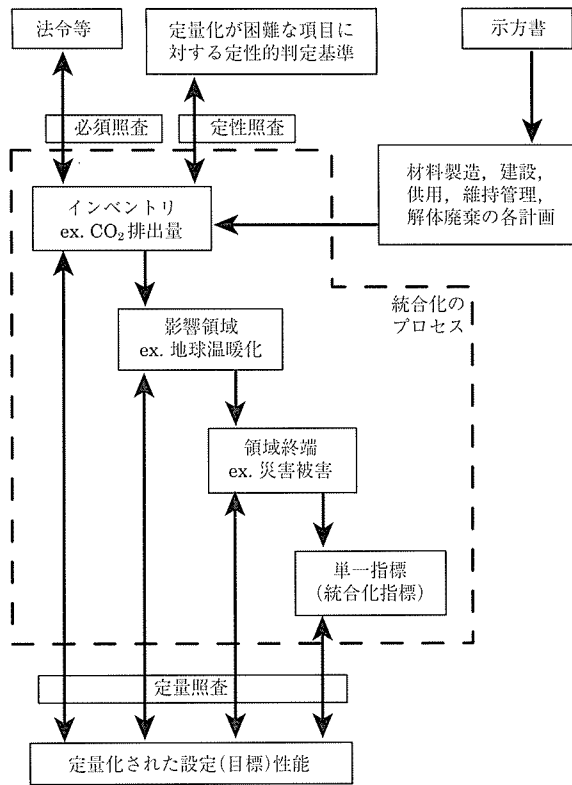 法令等
定量化が困難な項目に
対する定性的判定基準
示方書
必須照査
定性照査
材料製造，建設，
供用，維持管理，
解体廃棄の各計画
インベントリ
ex. CO₂排出量
統合化の
プロセス
影響領域
ex. 地球温暖化
領域終端
ex. 災害被害
単一指標
(統合化指標)
定量照査
定量化された設定(目標)性能